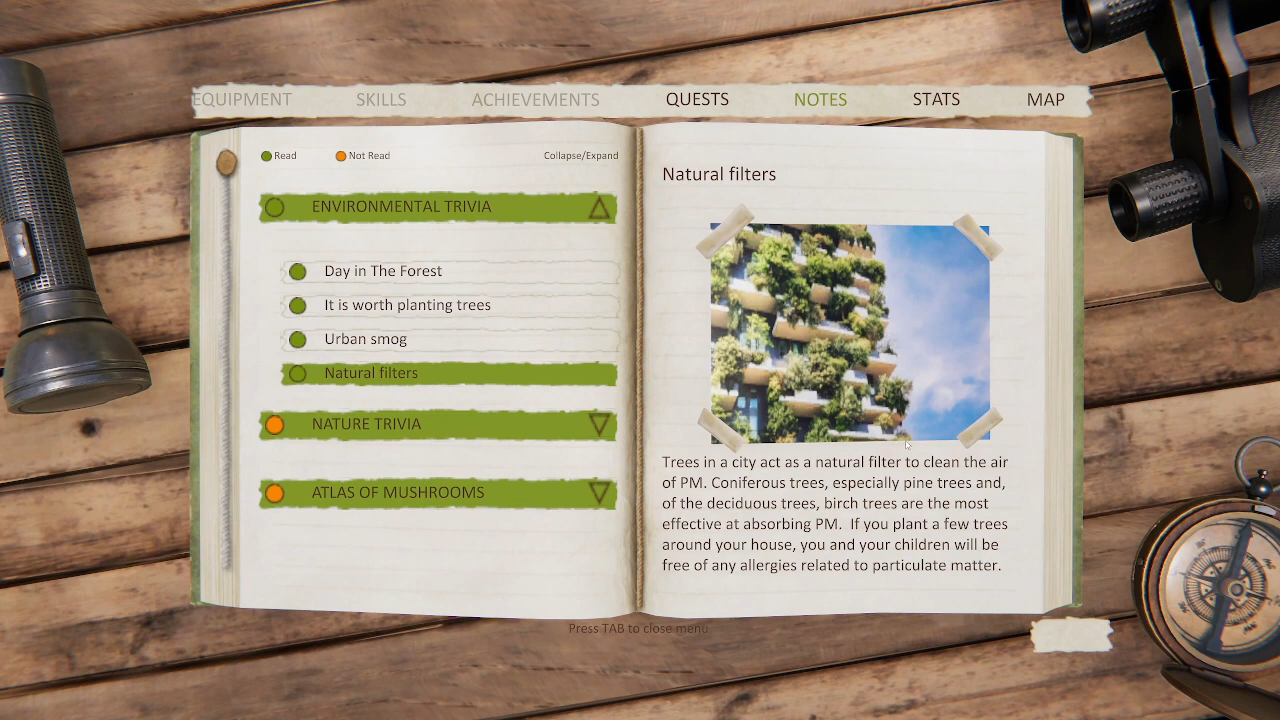 EQUIPMENT SKILLS ACHIEVEMENTS QUESTS NOTES STATS MAP
Read Not Read Collapse/Expand
ENVIRONMENTAL TRIVIA
Day in The Forest
It is worth planting trees
Urban smog
Natural filters
NATURE TRIVIA
ATLAS OF MUSHROOMS
Natural filters
Trees in a city act as a natural filter to clean the air
of PM. Coniferous trees, especially pine trees and,
of the deciduous trees, birch trees are the most
effective at absorbing PM.  If you plant a few trees
around your house, you and your children will be
free of any allergies related to particulate matter.
Press TAB to close menu